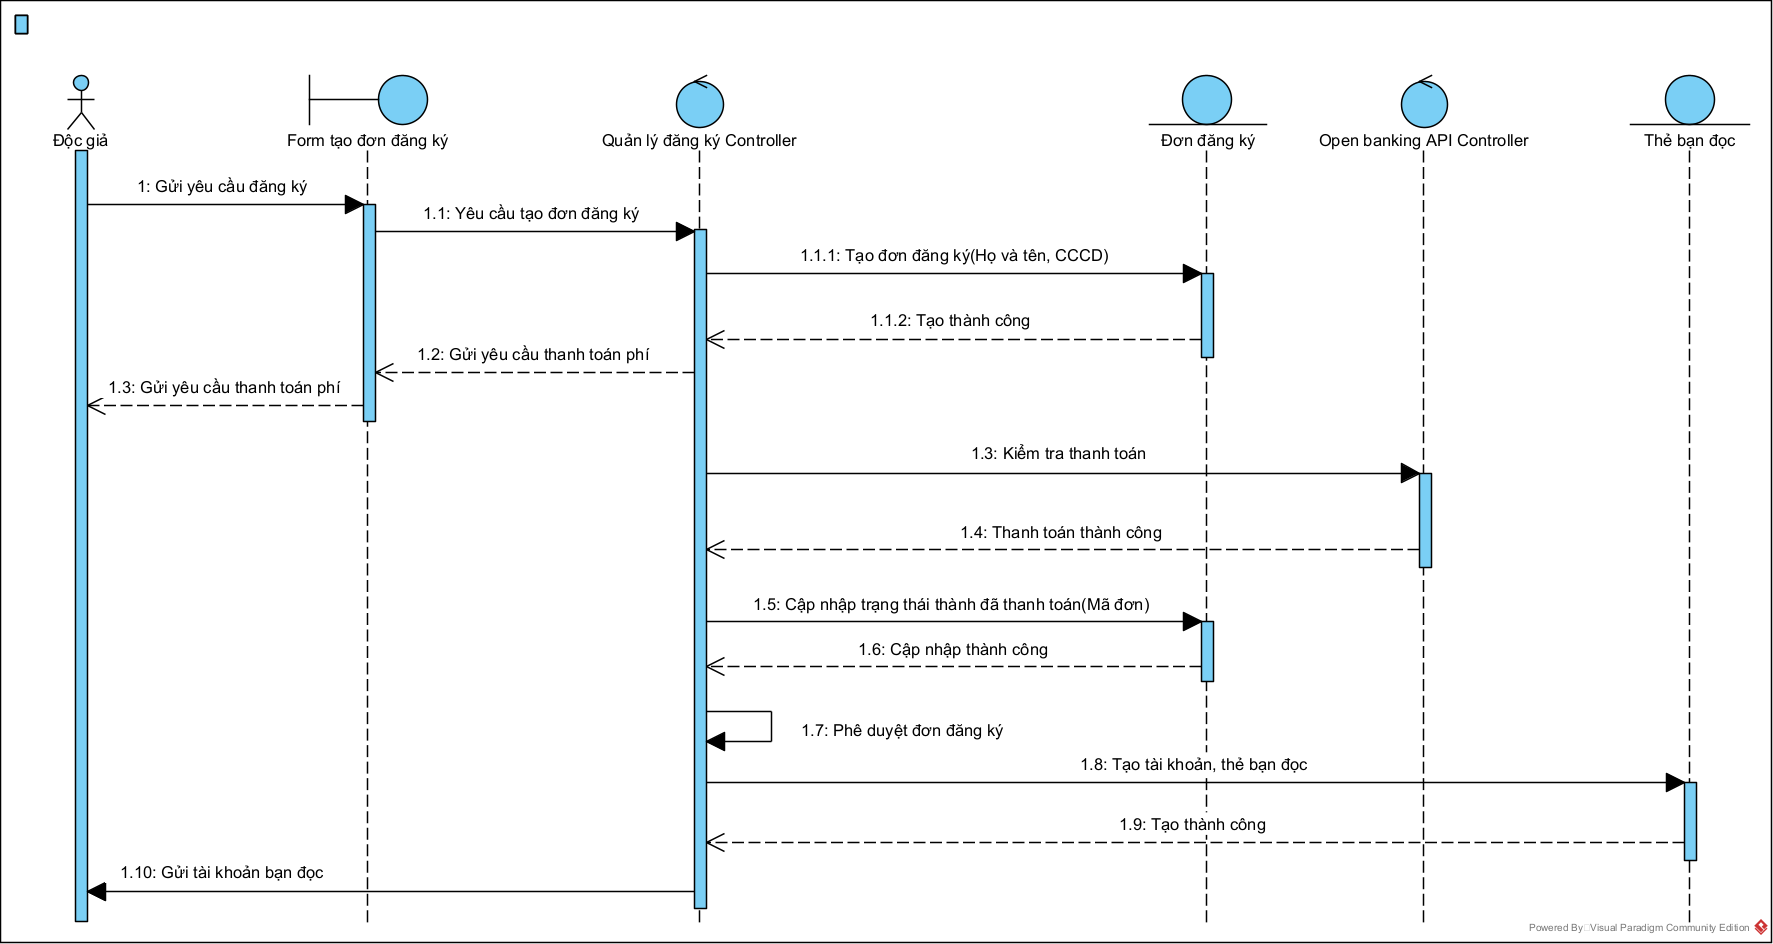 Độc giả
Form tạo đơn đăng ký
Quản lý đăng ký Controller
Đơn đăng ký
Open banking API Controller
Thẻ bạn đọc
1: Gửi yêu cầu đăng ký
1.1: Yêu cầu tạo đơn đăng ký
1.1.1: Tạo đơn đăng ký(Họ và tên, CCCD)
1.1.2: Tạo thành công
1.2: Gửi yêu cầu thanh toán phí
1.3: Gửi yêu cầu thanh toán phí
1.3: Kiểm tra thanh toán
1.4: Thanh toán thành công
1.5: Cập nhập trạng thái thành đã thanh toán(Mã đơn)
1.6: Cập nhập thành công
1.7: Phê duyệt đơn đăng ký
1.8: Tạo tài khoản, thẻ bạn đọc
1.9: Tạo thành công
1.10: Gửi tài khoản bạn đọc
Powered By Visual Paradigm Community Edition